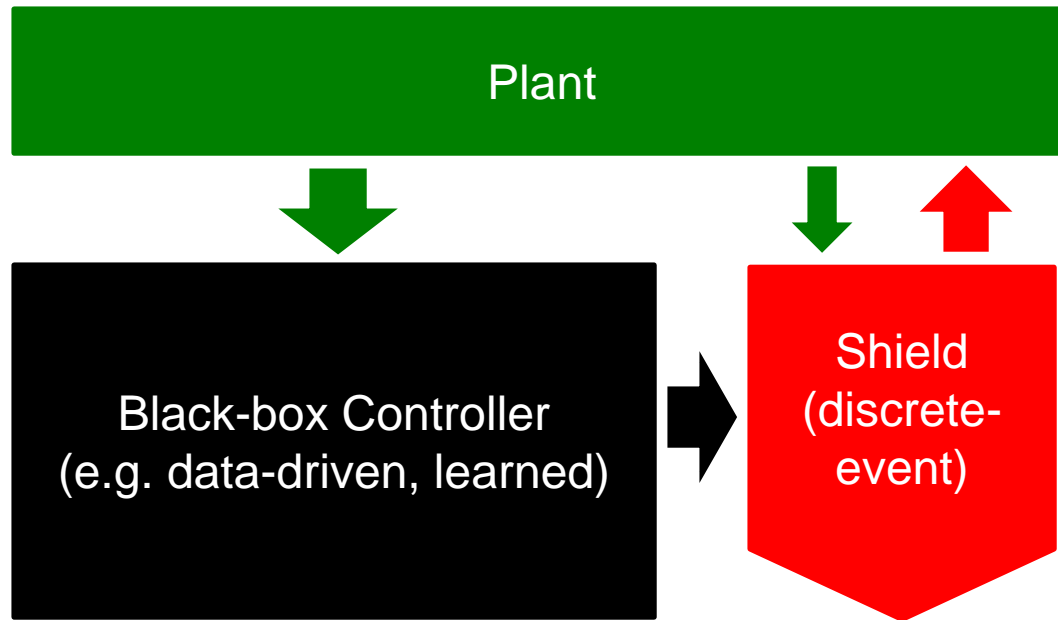 Plant
Black-box Controller
(e.g. data-driven, learned)
Shield
(discrete-
event)